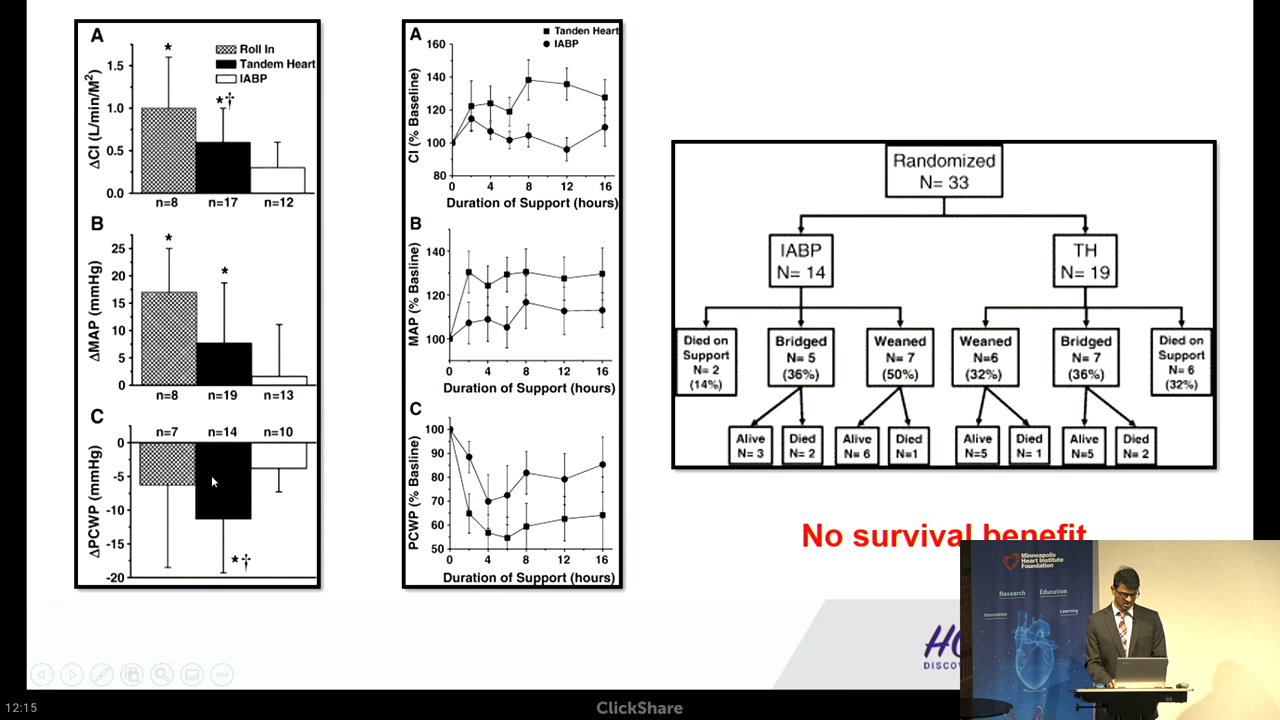 A
* 
Roll In
Tandem Heart
IABP
*†
ΔCI (L/min/M²)
1.5
1.0
0.5
0.0
n=8
n=17
n=12
B
*
*
ΔMAP (mmHg)
25
20
15
10
5
0
n=8
n=19
n=13
C
n=7
n=14
n=10
ΔPCWP (mmHg)
0
-5
-10
-15
-20
*†
A
Tanden Heart
IABP
CI (% Baseline)
160
140
120
100
80
0 4 8 12 16
Duration of Support (hours)
B
MAP (% Basline)
140
120
100
0 4 8 12 16
Duration of Support (hours)
C
PCWP (% Baseline)
100
90
80
70
60
50
0 4 8 12 16
Duration of Support (hours)
Randomized
N= 33
IABP
N= 14
TH
N= 19
Died on
Support
N= 2
(14%)
Bridged
N= 5
(36%)
Weaned
N= 7
(50%)
Weaned
N=6
(32%)
Bridged
N= 7
(36%)
Died on
Support
N= 6
(32%)
Alive
N= 3
Died
N= 2
Alive
N= 6
Died
N=1
Alive
N=5
Died
N= 1
Alive
N=5
Died
N= 2
No survival benefit
Minneapolis
Heart Institute
Foundation
Research
Education
Innovation
Learning
12:15
ClickShare